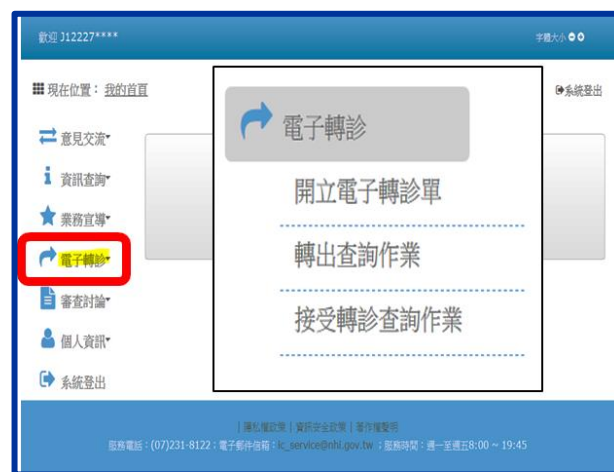 歡迎 J12227****
字體大小
現在位置： 我的首頁
系統登出
意見交流
資訊查詢
業務宣導
電子轉診
審查討論
個人資訊
系統登出
電子轉診
開立電子轉診單
轉出查詢作業
接受轉診查詢作業
| 隱私權政策 | 資訊安全政策 | 著作權聲明
服務電話：(07)231-8122；電子郵件信箱：ic_service@nhi.gov.tw；服務時間：週一至週五8:00 ~ 19:45